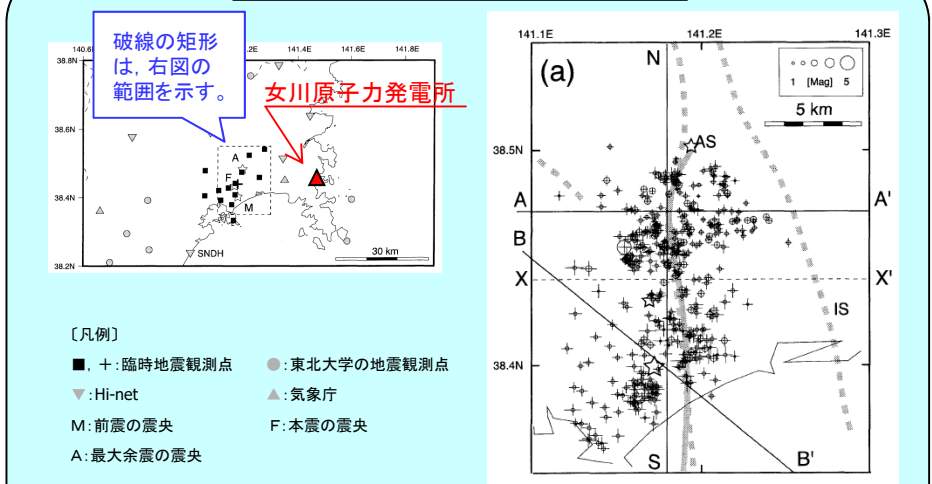 140.6
1.2E
141.4E
141.6E
141.8E
38.8N
38.6N
38.4N
38.2N
破線の矩形
は，右図の
範囲を示す。
女川原子力発電所
A
F
M
SNDH
30 km
〔凡例〕
■，＋:臨時地震観測点
:東北大学の地震観測点
:Hi-net
:気象庁
M:前震の震央
F:本震の震央
A:最大余震の震央
141.1E
141.2E
141.3E
(a)
N
1 [Mag] 5
5 km
AS
38.5N
A
A'
B
X
X'
IS
38.4N
S
B'